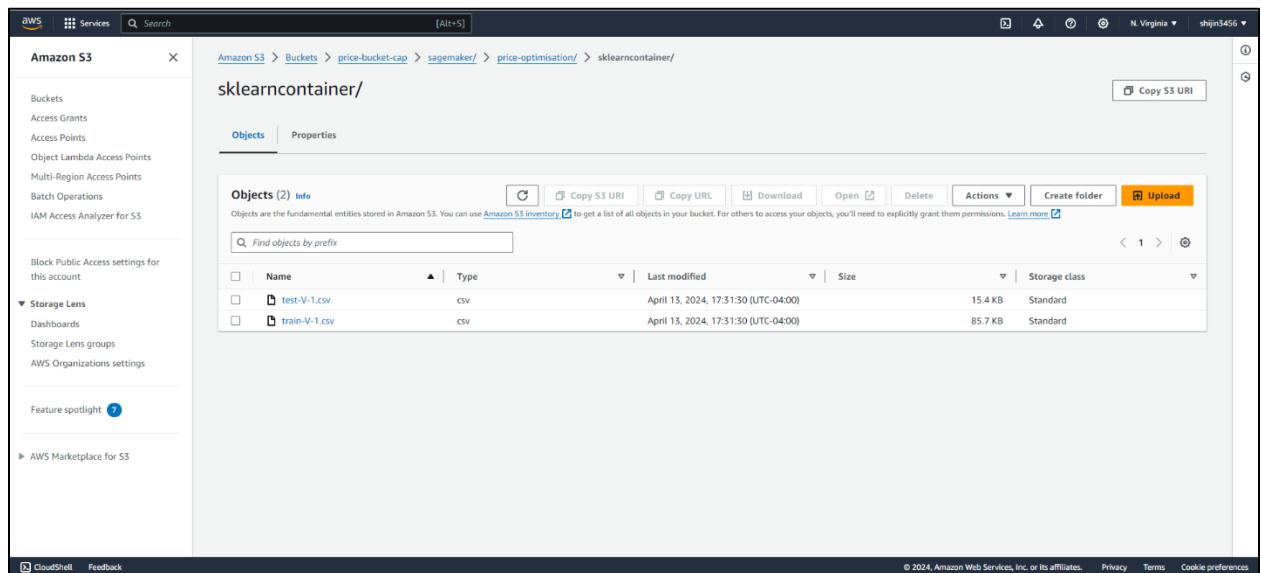 aws Services Search [Alt+S] N. Virginia ▼ shijin3456 ▼
Amazon S3
Buckets
Access Grants
Access Points
Object Lambda Access Points
Multi-Region Access Points
Batch Operations
IAM Access Analyzer for S3
Block Public Access settings for
this account
▼ Storage Lens
Dashboards
Storage Lens groups
AWS Organizations settings
Feature spotlight 7
▶ AWS Marketplace for S3
Amazon S3 > Buckets > price-bucket-cap > sagemaker/ > price-optimisation/ > sklearncontainer/
sklearncontainer/
Copy S3 URI
Objects Properties
Objects (2) Info Copy S3 URI Copy URL Download Open Delete Actions ▼ Create folder Upload
Objects are the fundamental entities stored in Amazon S3. You can use Amazon S3 inventory to get a list of all objects in your bucket. For others to access your objects, you'll need to explicitly grant them permissions. Learn more
Find objects by prefix < 1 >
Name Type Last modified Size Storage class
test-V-1.csv csv April 13, 2024, 17:31:30 (UTC-04:00) 15.4 KB Standard
train-V-1.csv csv April 13, 2024, 17:31:30 (UTC-04:00) 85.7 KB Standard
CloudShell Feedback © 2024, Amazon Web Services, Inc. or its affiliates. Privacy Terms Cookie preferences